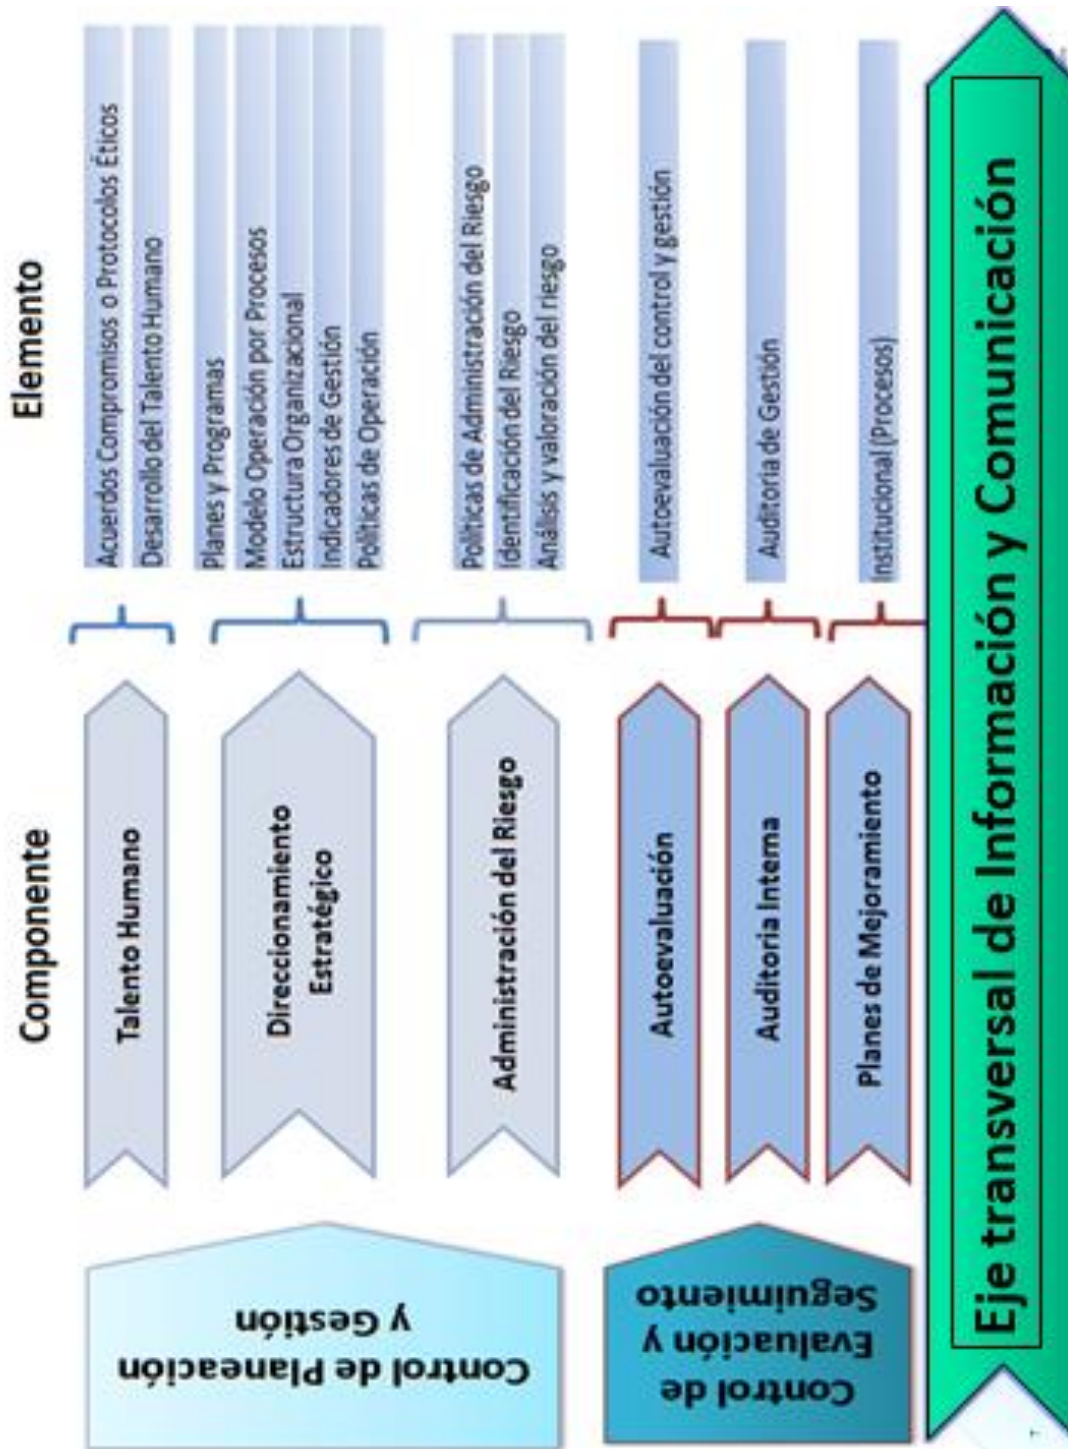 Componente
Elemento
Control de Planeación
y Gestión
Talento Humano
Acuerdos Compromisos o Protocolos Éticos
Desarrollo del Talento Humano
Direccionamiento
Estratégico
Planes y Programas
Modelo Operación por Procesos
Estructura Organizacional
Indicadores de Gestión
Políticas de Operación
Administración del Riesgo
Políticas de Administración del Riesgo
Identificación del Riesgo
Análisis y valoración del riesgo
Control de
Evaluación y
Seguimiento
Autoevaluación
Autoevaluación del control y gestión
Auditoria Interna
Auditoria de Gestión
Planes de Mejoramiento
Institucional (Procesos)
Eje transversal de Información y Comunicación